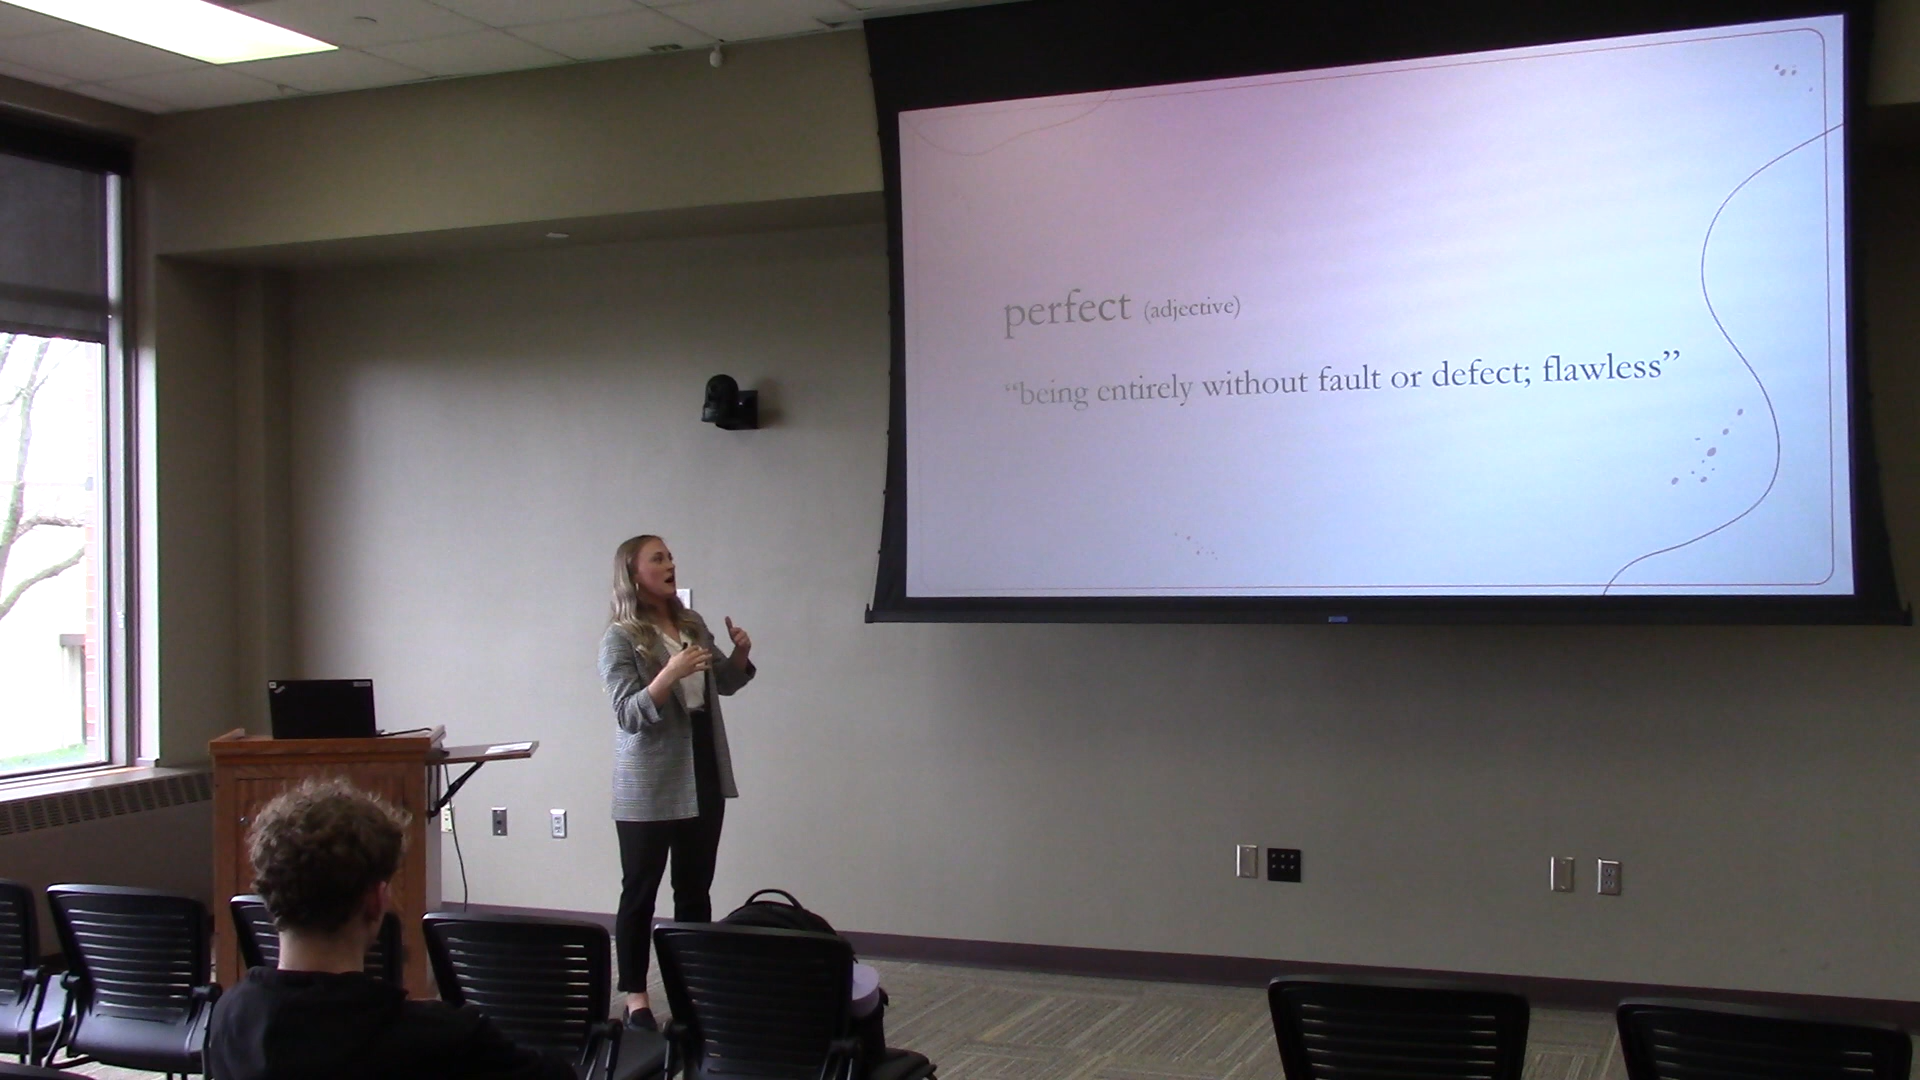 perfect (adjective)
“being entirely without fault or defect; flawless”